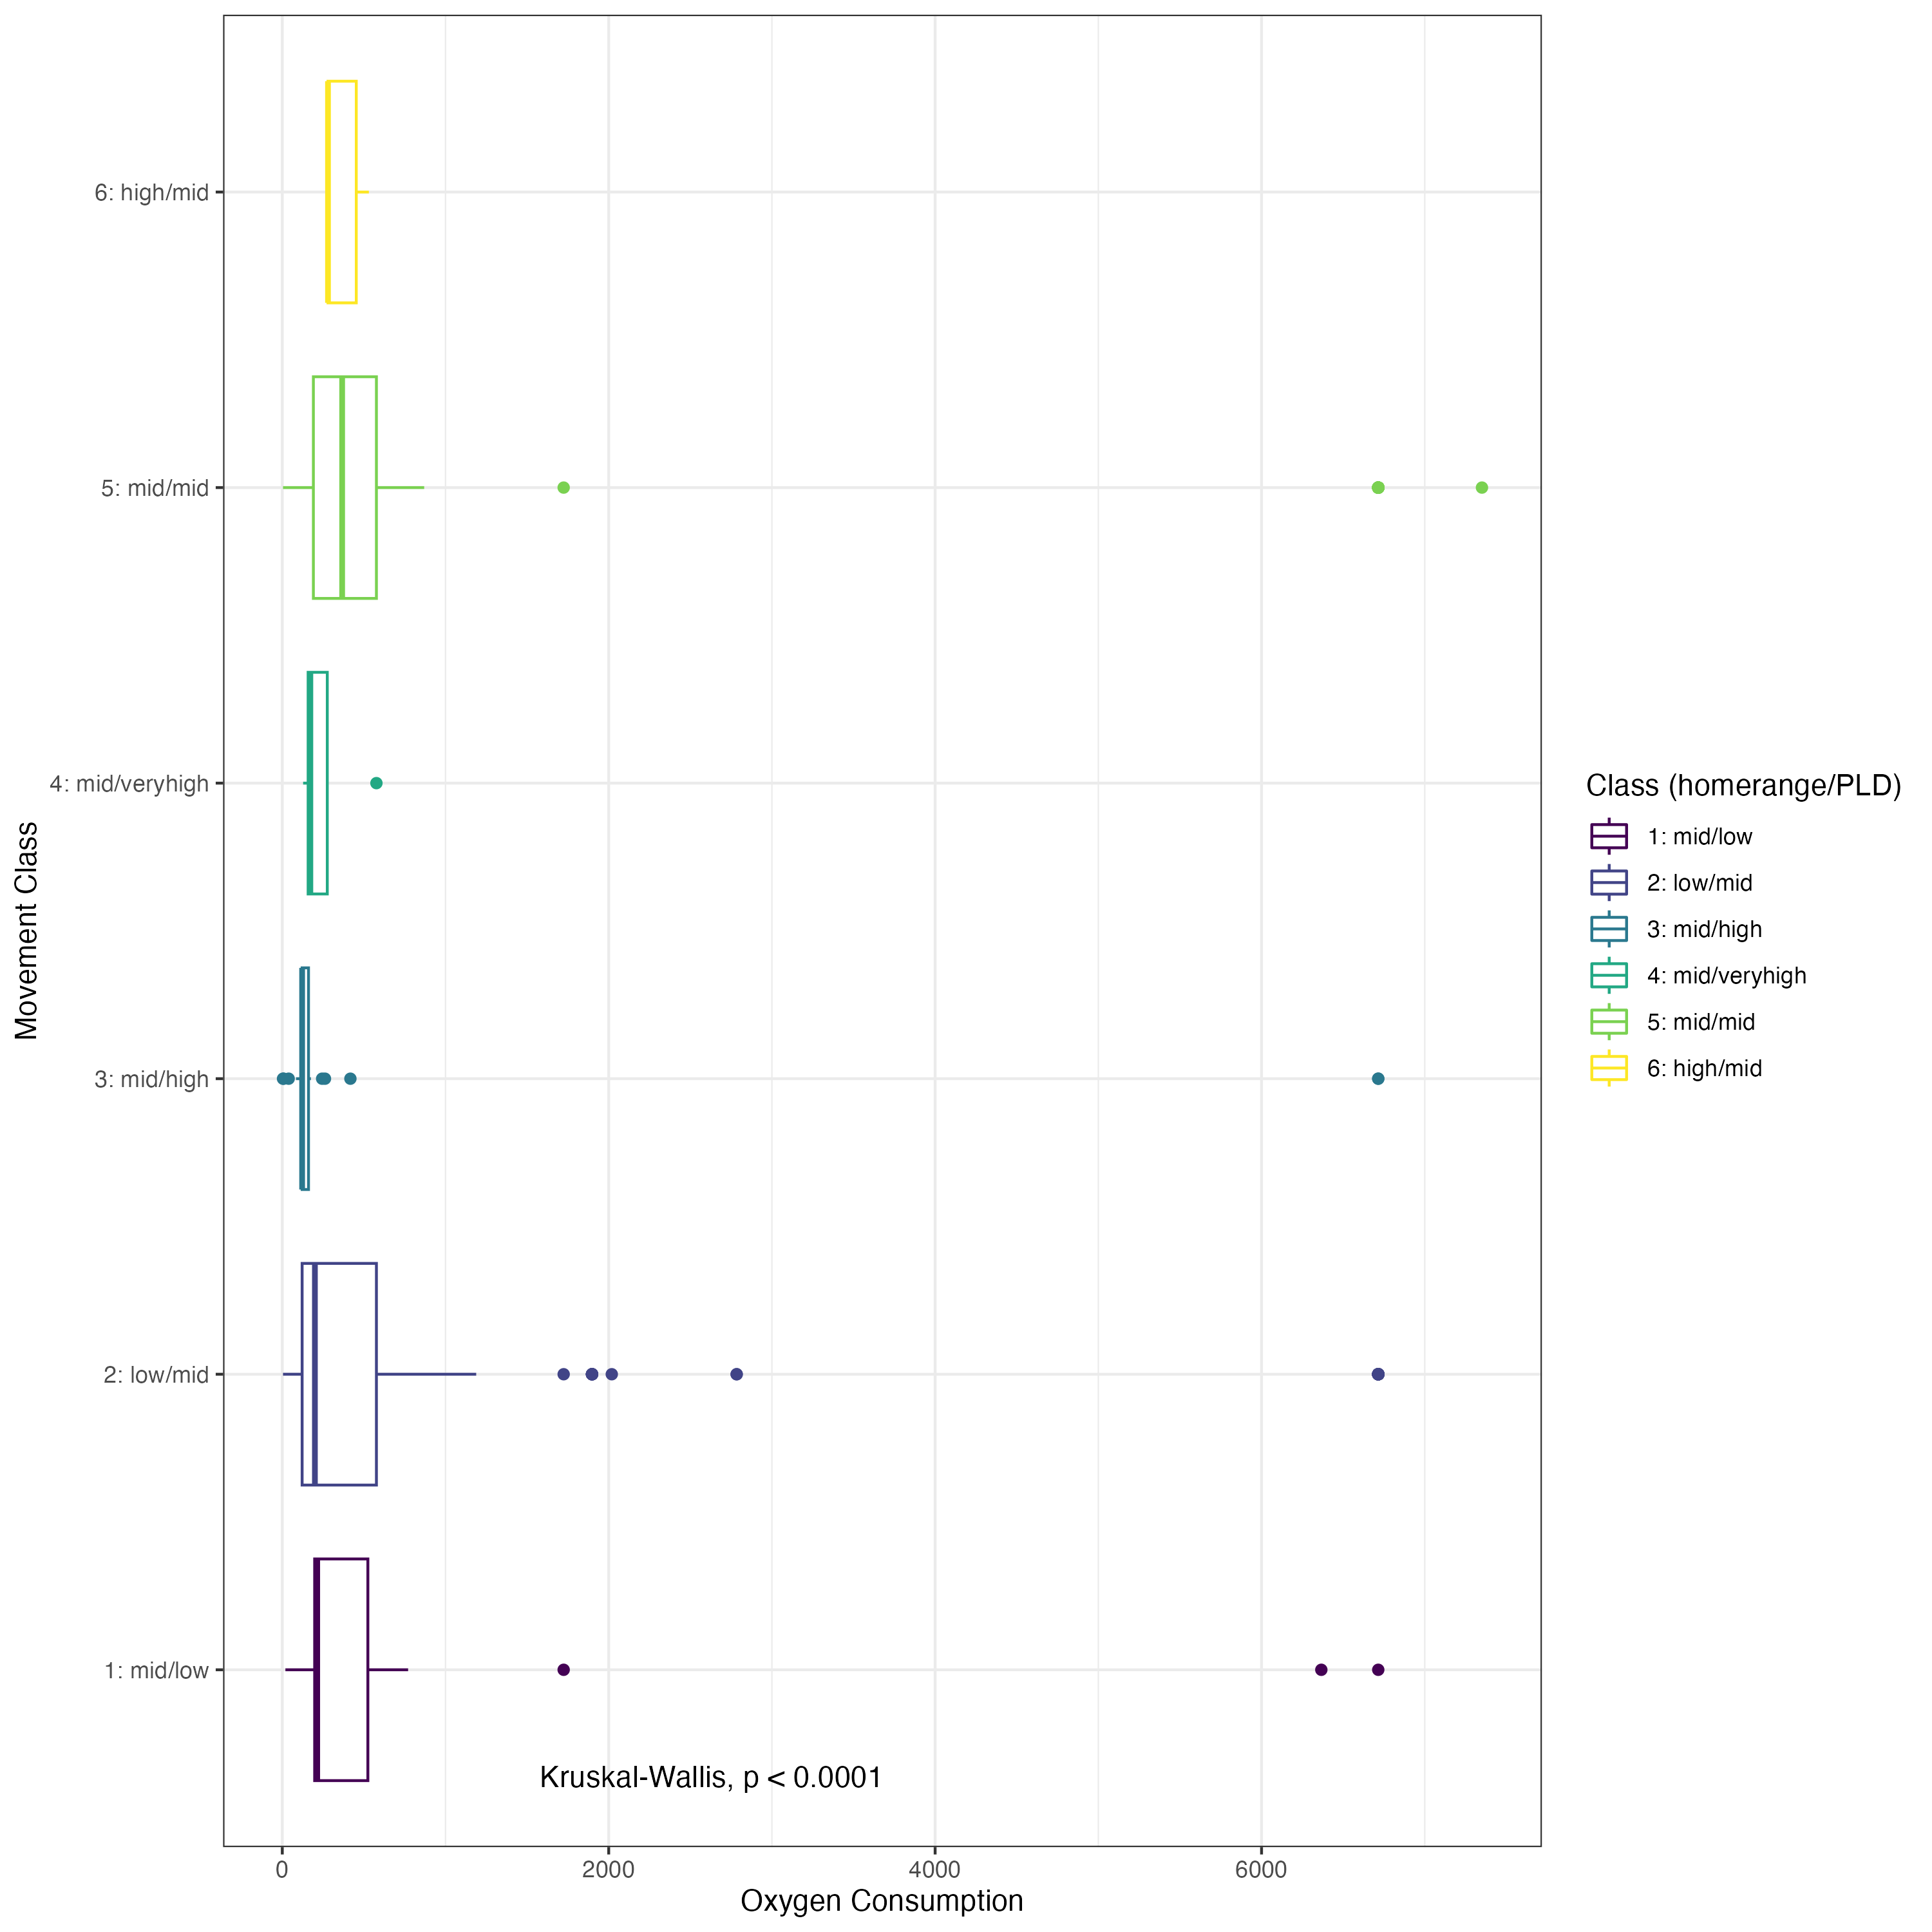 6: high/mid
5: mid/mid
4: mid/veryhigh
3: mid/high
2: low/mid
1: mid/low
Movement Class
Kruskal-Wallis, p < 0.0001
0 2000 4000 6000
Oxygen Consumption
Class (homerange/PLD)
1: mid/low
2: low/mid
3: mid/high
4: mid/veryhigh
5: mid/mid
6: high/mid